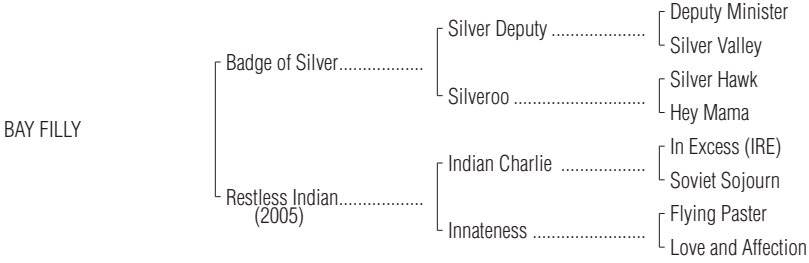 Deputy Minister
Silver Deputy ....................
Silver Valley
Badge of Silver..................
Silver Hawk
Silveroo ............................
Hey Mama
BAY FILLY
In Excess (IRE)
Indian Charlie ..................
Soviet Sojourn
Restless Indian..................
(2005)
Flying Paster
Innateness ........................
Love and Affection